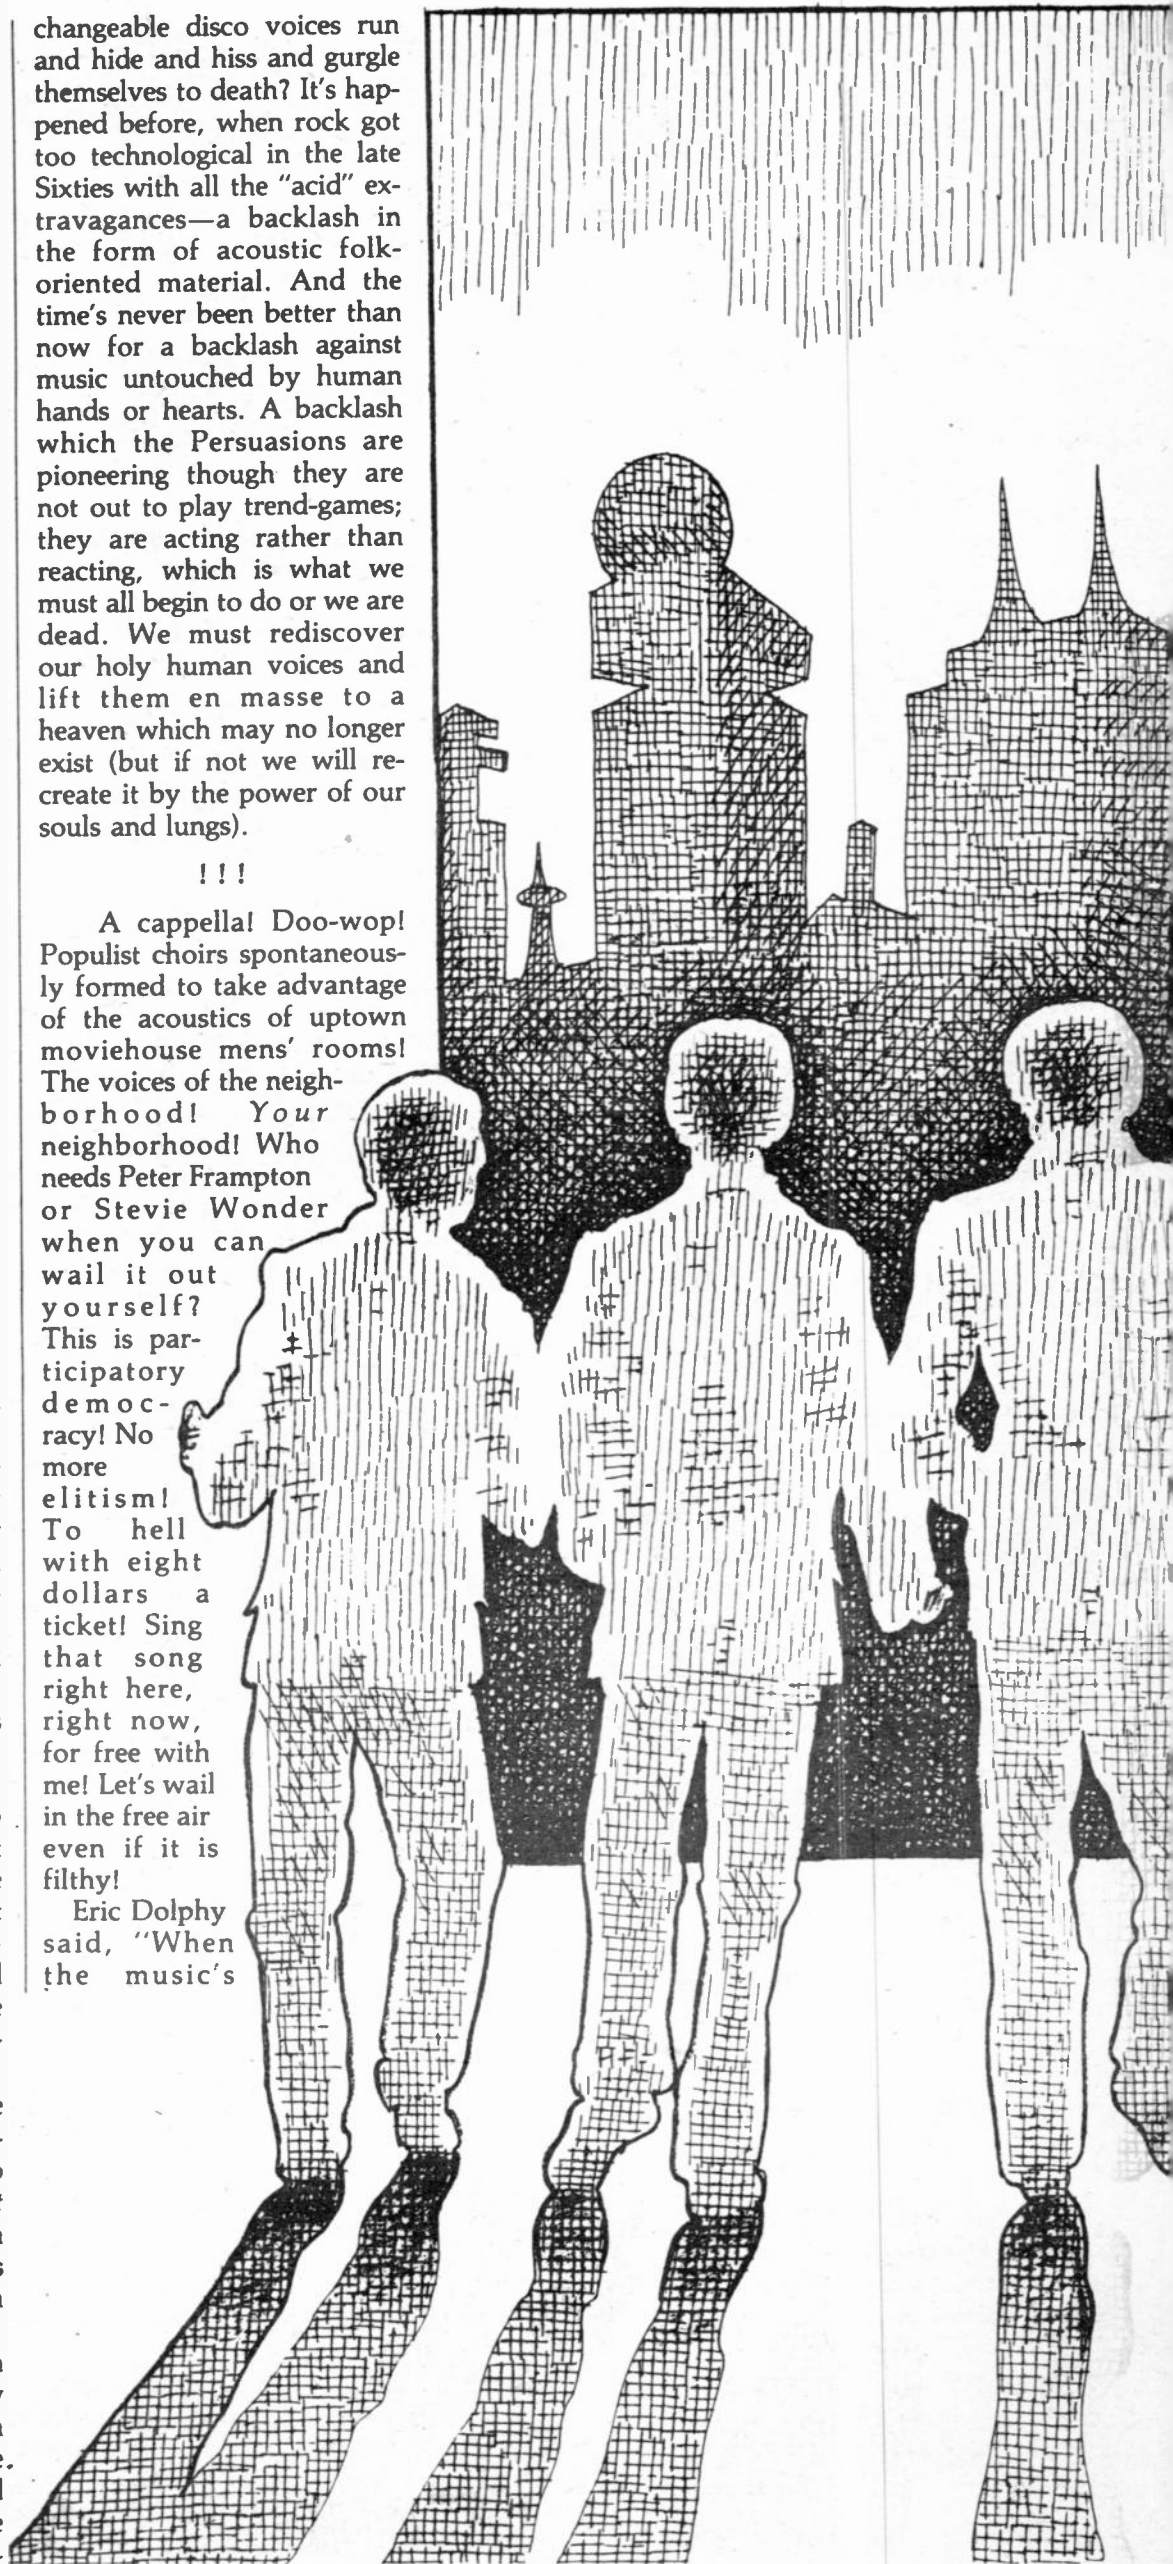 changeable disco voices run
and hide and hiss and gurgle
themselves to death? It's hap-
pened before, when rock got
too technological in the late
Sixties with all the "acid" ex-
travagances—a backlash in
the form of acoustic folk-
oriented material. And the
time's never been better than
now for a backlash against
music untouched by human
hands or hearts. A backlash
which the Persuasions are
pioneering though they are
not out to play trend-games;
they are acting rather than
reacting, which is what we
must all begin to do or we are
dead. We must rediscover
our holy human voices and
lift them en masse to a
heaven which may no longer
exist (but if not we will re-
create it by the power of our
souls and lungs).
! ! !
A cappella! Doo-wop!
Populist choirs spontaneous-
ly formed to take advantage
of the acoustics of uptown
moviehouse mens' rooms!
The voices of the neigh-
borhood! Your
neighborhood! Who
needs Peter Frampton
or Stevie Wonder
when you can
wail it out
yourself?
This is par-
ticipatory
democ-
racy! No
more
elitism!
To hell
with eight
dollars a
ticket! Sing
that song
right here,
right now,
for free with
me! Let's wail
in the free air
even if it is
filthy!
Eric Dolphy
said, "When
the music's